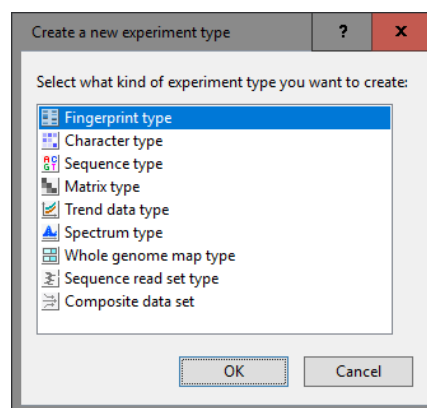 Create a new experiment type
?
x
Select what kind of experiment type you want to create:
Fingerprint type
Character type
AC
GT
Sequence type
Matrix type
Trend data type
Spectrum type
Whole genome map type
Sequence read set type
Composite data set
OK
Cancel